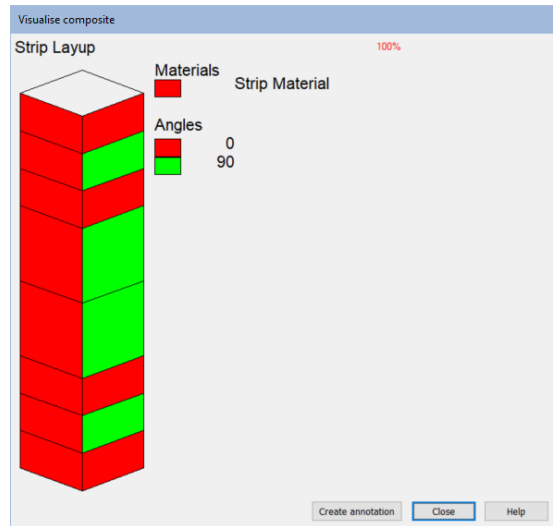 Visualise composite
Strip Layup
100%
Materials
Strip Material
Angles
0
90
Create annotation
Close
Help